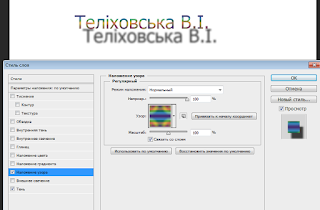 Теліховська В.І.
Теліховська В.І.
Стиль слоя
Стили
Параметры наложения: по умолчанию
Тиснение
Контур
Текстура
Обводка
Внутренняя тень
Внутреннее свечение
Глянец
Наложение цвета
Наложение градиента
Наложение узора
Внешнее свечение
Тень
Наложение узора
Регулярный
Режим наложения: Нормальный
Непрозр.: 100 %
Узор: Привязать к началу координат
Масштаб: 100 %
Связать со слоем
Использовать по умолчанию
Восстановить значения по умолчанию
ОК
Отмена
Новый стиль...
Просмотр